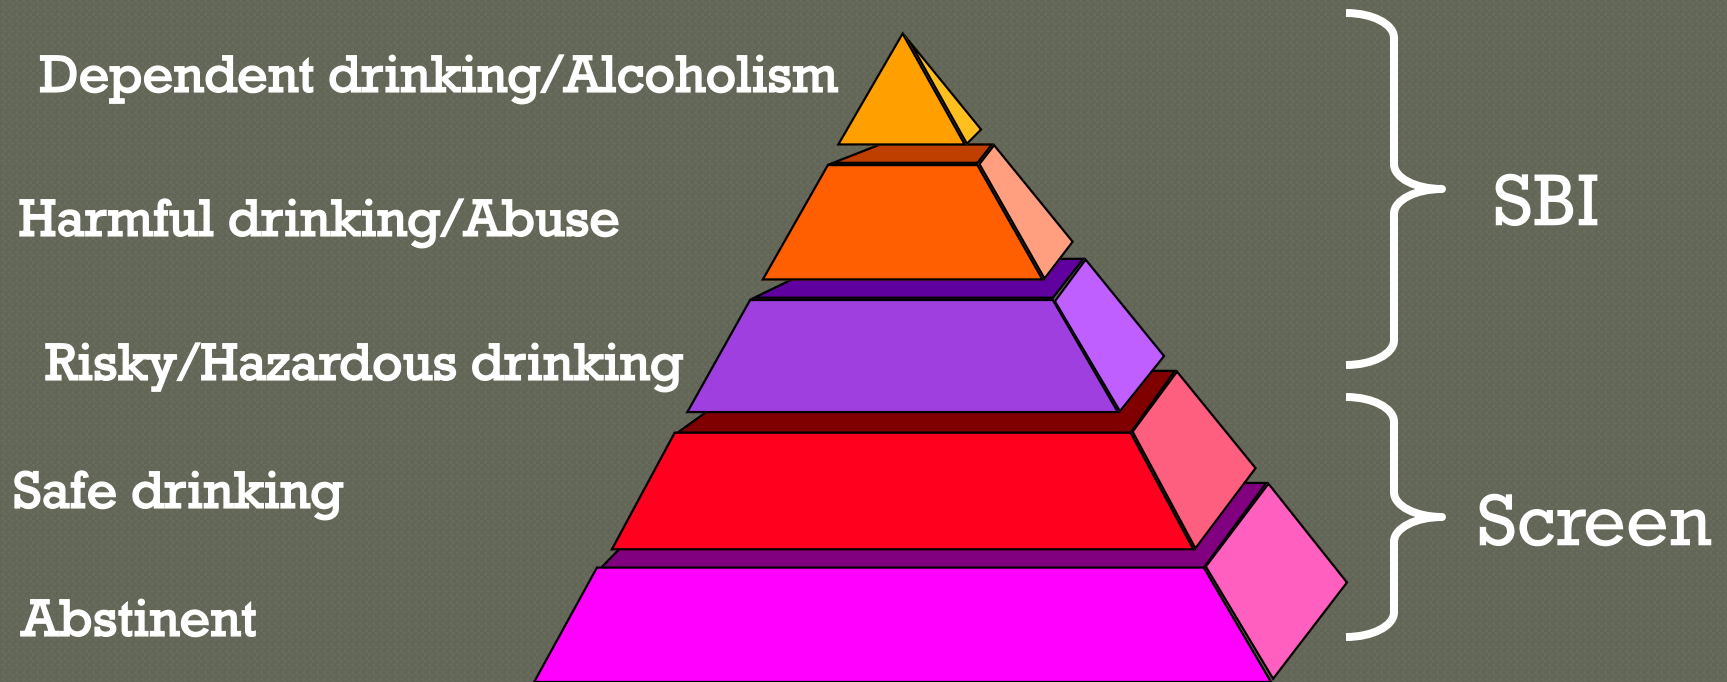 Dependent drinking/Alcoholism
Harmful drinking/Abuse
SBI
Risky/Hazardous drinking
Safe drinking
Screen
Abstinent